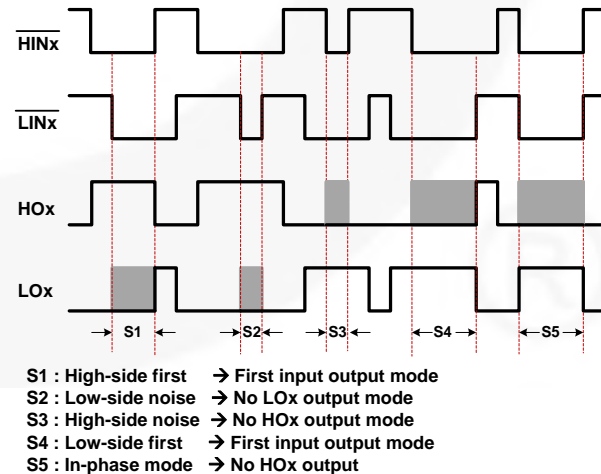 HINx
LINx
HOx
LOx
S1 S2 S3 S4 S5
S1 : High-side first → First input output mode
S2 : Low-side noise → No LOx output mode
S3 : High-side noise → No HOx output mode
S4 : Low-side first → First input output mode
S5 : In-phase mode → No HOx output